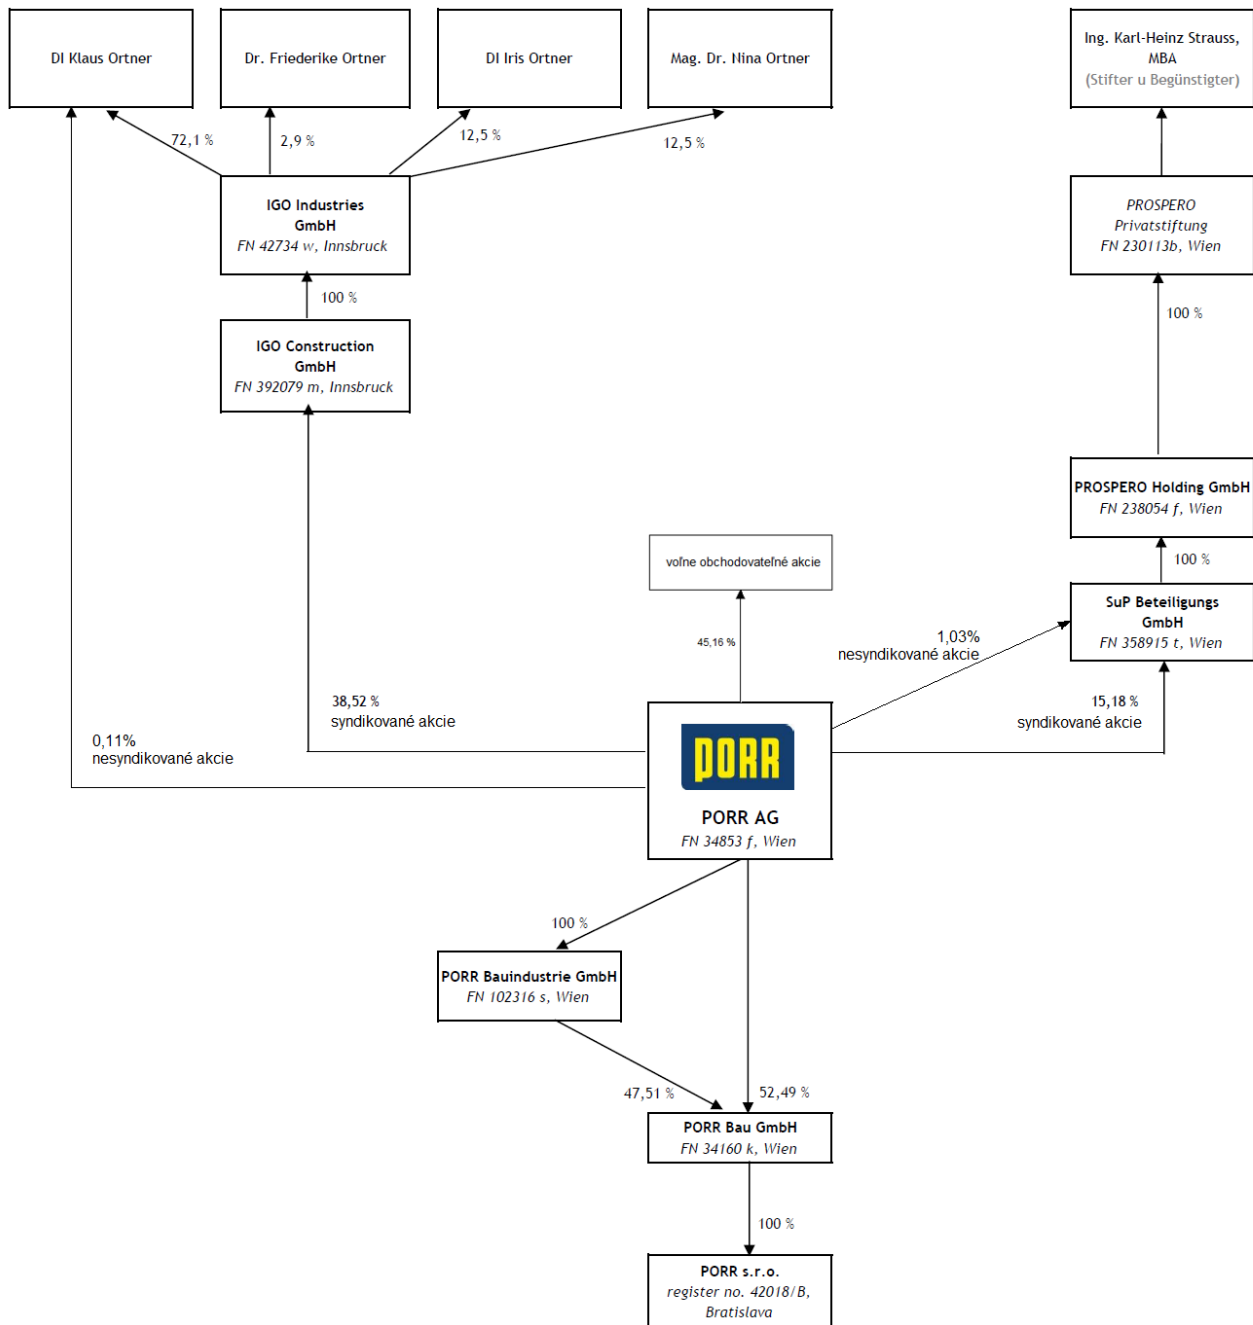 DI Klaus Ortner
Dr. Friederike Ortner
DI Iris Ortner
Mag. Dr. Nina Ortner
Ing. Karl-Heinz Strauss,
MBA
(Stifter u Begünstigter)
72,1 %
2,9 %
12,5 %
12,5 %
IGO Industries
GmbH
FN 42734 w, Innsbruck
PROSPERO
Privatstiftung
FN 230113b, Wien
100 %
100 %
IGO Construction
GmbH
FN 392079 m, Innsbruck
PROSPERO Holding GmbH
FN 238054 f, Wien
voľne obchodovateľné akcie
100 %
SuP Beteiligungs
GmbH
FN 358915 t, Wien
45,16 %
1,03%
nesyndikované akcie
38,52 %
syndikované akcie
15,18 %
syndikované akcie
0,11%
nesyndikované akcie
PORR
PORR AG
FN 34853 f, Wien
100 %
PORR Bauindustrie GmbH
FN 102316 s, Wien
47,51 %
52,49 %
PORR Bau GmbH
FN 34160 k, Wien
100 %
PORR s.r.o.
register no. 42018/B,
Bratislava